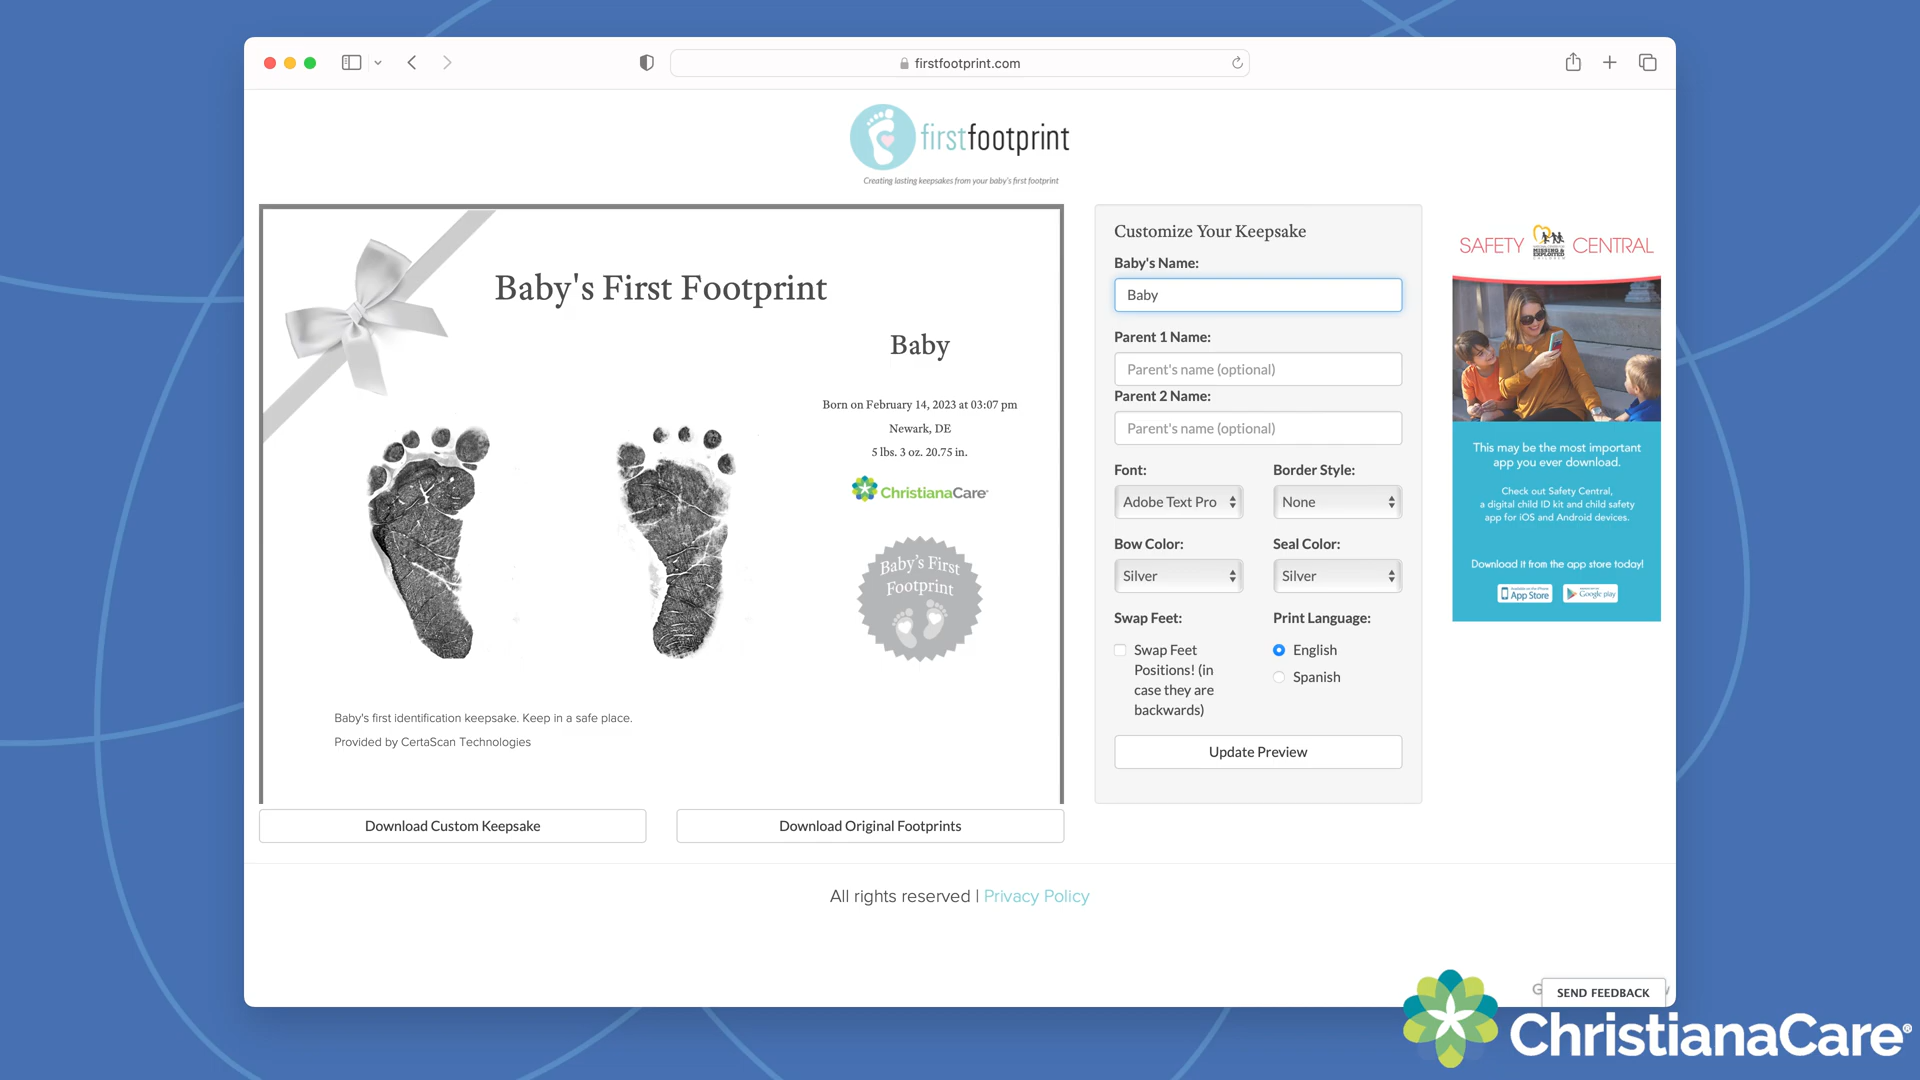 firstfootprint.com
firstfootprint
Creating lasting keepsakes from your baby's first footprint
Baby's First Footprint
Baby
Born on February 14, 2023 at 03:07 pm
Newark, DE
5 lbs. 3 oz. 20.75 in.
ChristianaCare
Baby's First
Footprint
Baby's first identification keepsake. Keep in a safe place.
Provided by CertaScan Technologies
Download Custom Keepsake
Download Original Footprints
Customize Your Keepsake
Baby's Name:
Baby
Parent 1 Name:
Parent's name (optional)
Parent 2 Name:
Parent's name (optional)
Font:
Border Style:
Adobe Text Pro
None
Bow Color:
Seal Color:
Silver
Silver
Swap Feet:
Print Language:
Swap Feet
Positions! (in
case they are
backwards)
English
Spanish
Update Preview
SAFETY CENTRAL
MISSING &
EXPLOITED
CHILDREN
This may be the most important
app you ever download.
Check out Safety Central,
a digital child ID kit and child safety
app for iOS and Android devices.
Download it from the app store today!
App Store
Google play
All rights reserved | Privacy Policy
SEND FEEDBACK
ChristianaCare®